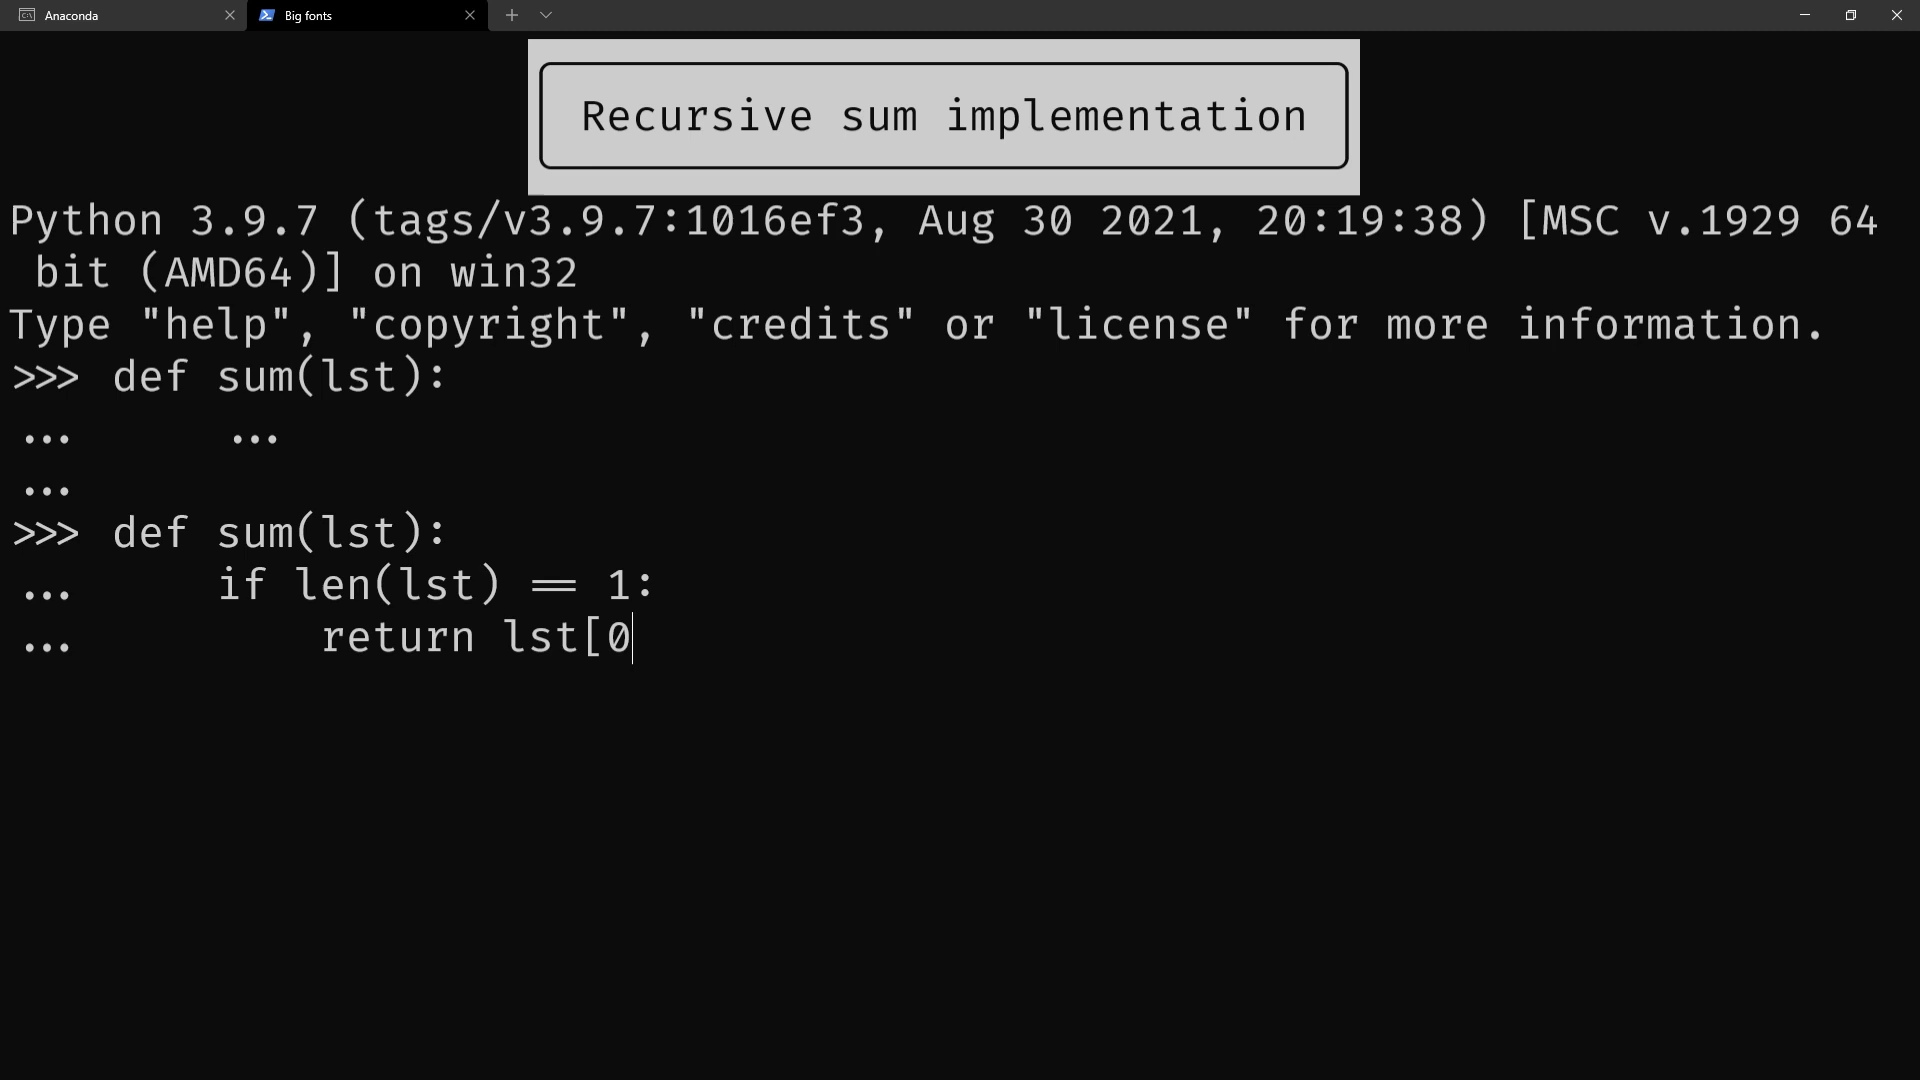 Anaconda
Big fonts
Recursive sum implementation
Python 3.9.7 (tags/v3.9.7:1016ef3, Aug 30 2021, 20:19:38) [MSC v.1929 64
 bit (AMD64)] on win32
Type "help", "copyright", "credits" or "license" for more information.
>>> def sum(lst):
...     ...
...
>>> def sum(lst):
...     if len(lst) == 1:
...         return lst[0